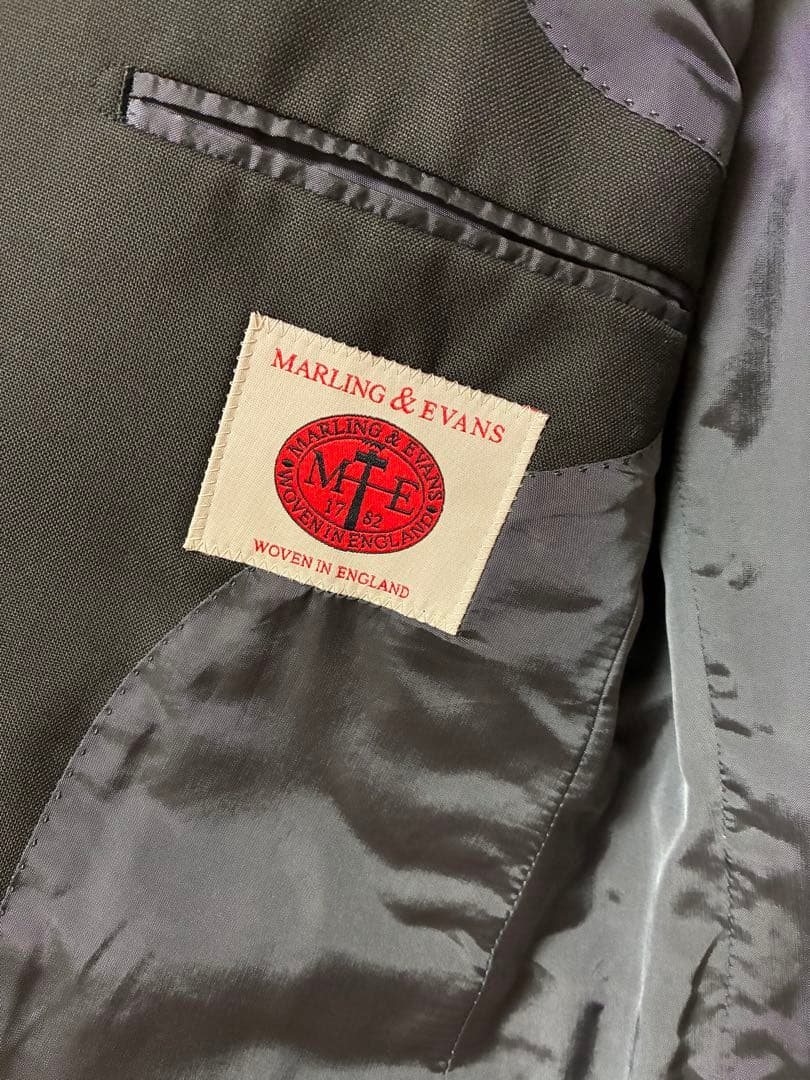 MARLING & EVANS
MARLING & EVANS
M E
17 82
WOVEN IN ENGLAND
WOVEN IN ENGLAND